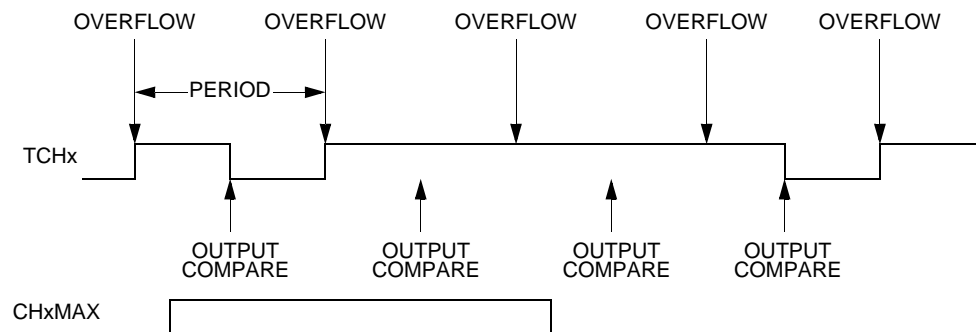 OVERFLOW OVERFLOW OVERFLOW OVERFLOW OVERFLOW
PERIOD
TCHx
OUTPUT COMPARE OUTPUT COMPARE OUTPUT COMPARE OUTPUT COMPARE
CHxMAX